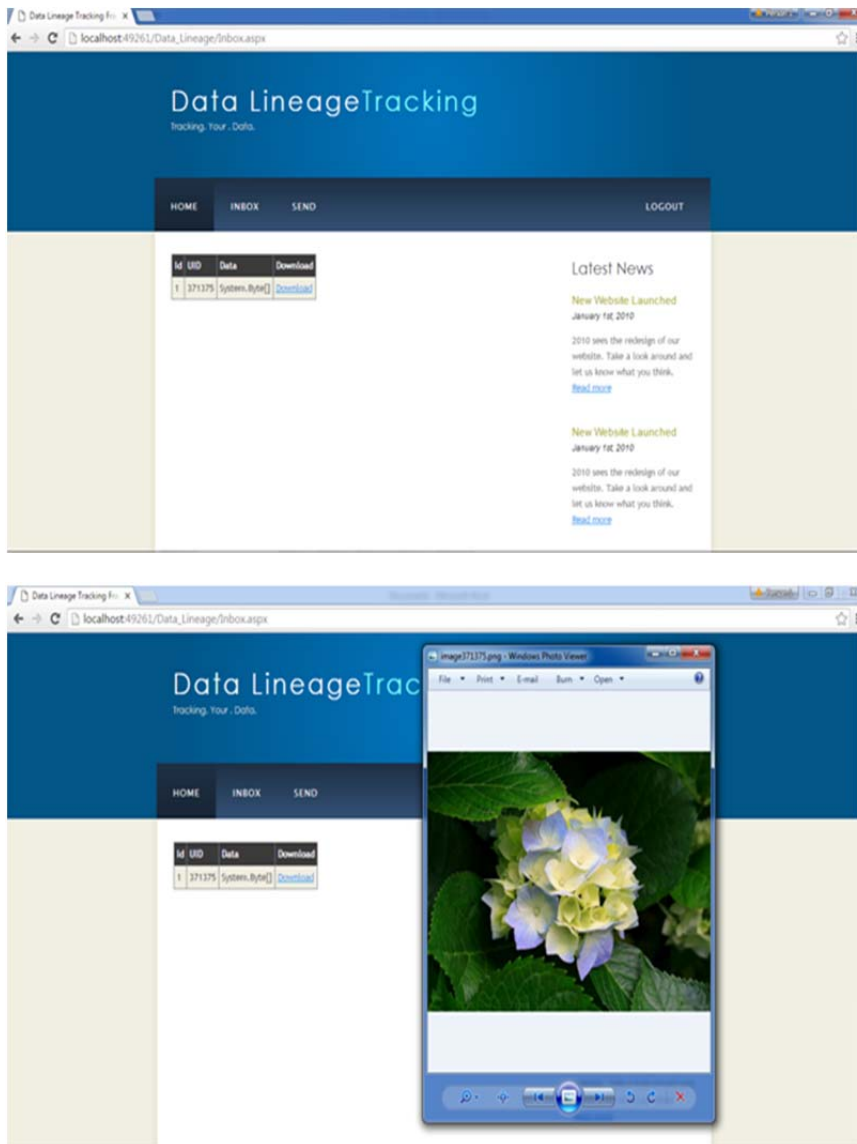 Data Lineage Tracking Fr. x
localhost:49261/Data_Lineage/Inbox.aspx
Data LineageTracking
Tracking. Your . Data.
HOME INBOX SEND LOGOUT
Id UID Data Download
1 371375 System.Byte[] Download
Latest News
New Website Launched
January 1st, 2010
2010 sees the redesign of our
website. Take a look around and
let us know what you think.
Read more
New Website Launched
January 1st, 2010
2010 sees the redesign of our
website. Take a look around and
let us know what you think.
Read more
Data Lineage Tracking Fr. x
localhost:49261/Data_Lineage/Inbox.aspx
image371375.png - Windows Photo Viewer
File Print E-mail Burn Open
Data LineageTrac
Tracking. Your . Data.
HOME INBOX SEND
Id UID Data Download
1 371375 System.Byte[] Download